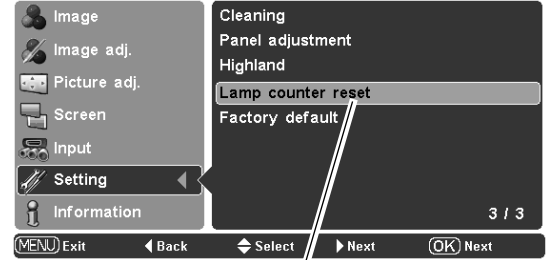 Image
Image adj.
Picture adj.
Screen
Input
Setting
Information
Cleaning
Panel adjustment
Highland
Lamp counter reset
Factory default
3 / 3
MENU Exit
Back
Select
Next
OK Next